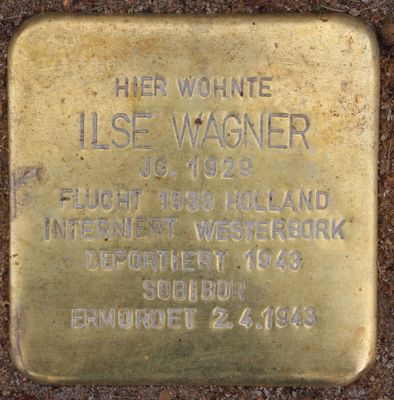 HIER WOHNTE
ILSE WAGNER
JG. 1929
FLUCHT 1939 HOLLAND
INTERNIERT WESTERBORK
DEPORTIERT 1943
SOBIBOR
ERMORDET 2.4.1943